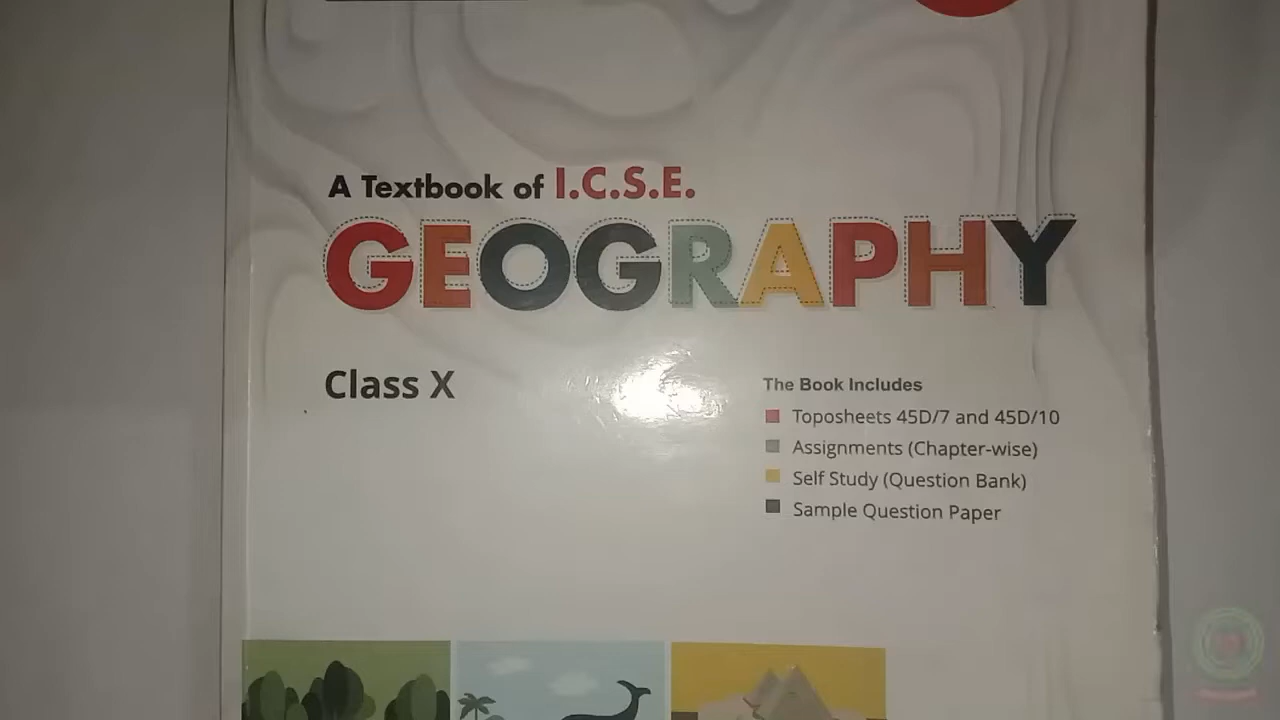 A Textbook of I.C.S.E.
GEOGRAPHY
Class X
The Book Includes
Toposheets 45D/7 and 45D/10
Assignments (Chapter-wise)
Self Study (Question Bank)
Sample Question Paper